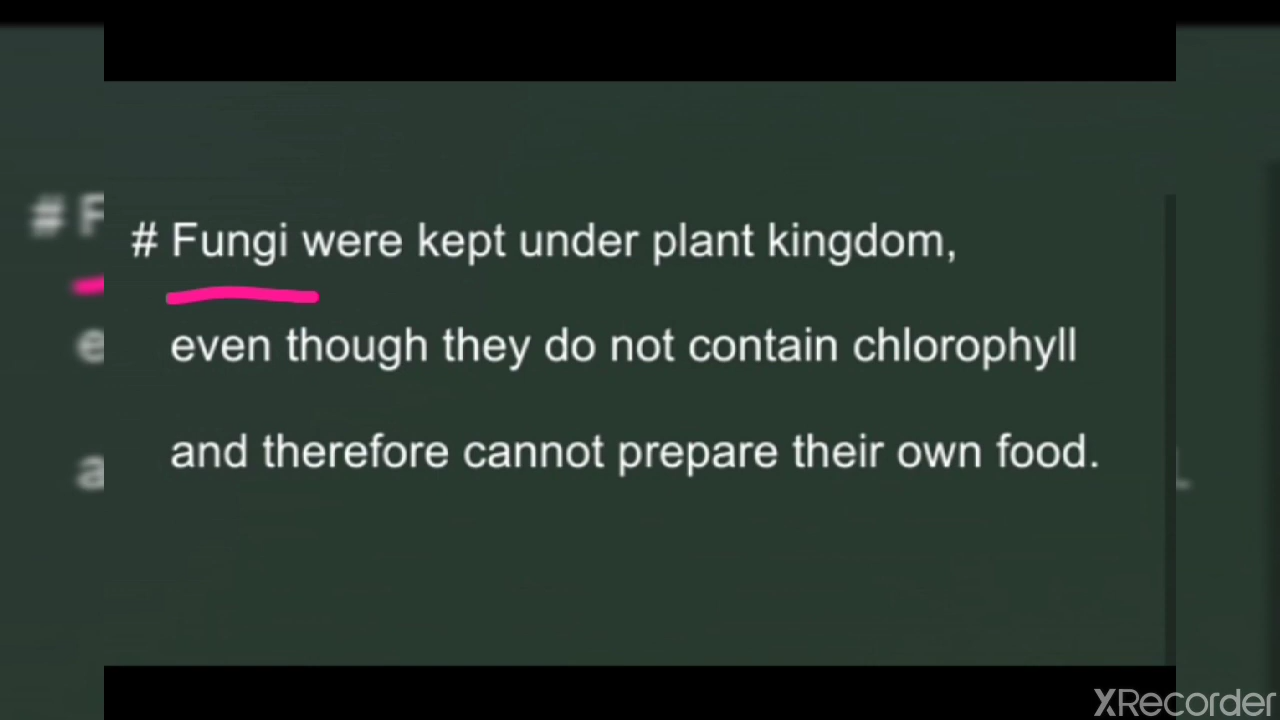 # Fungi were kept under plant kingdom,
even though they do not contain chlorophyll
and therefore cannot prepare their own food.
XRecorder